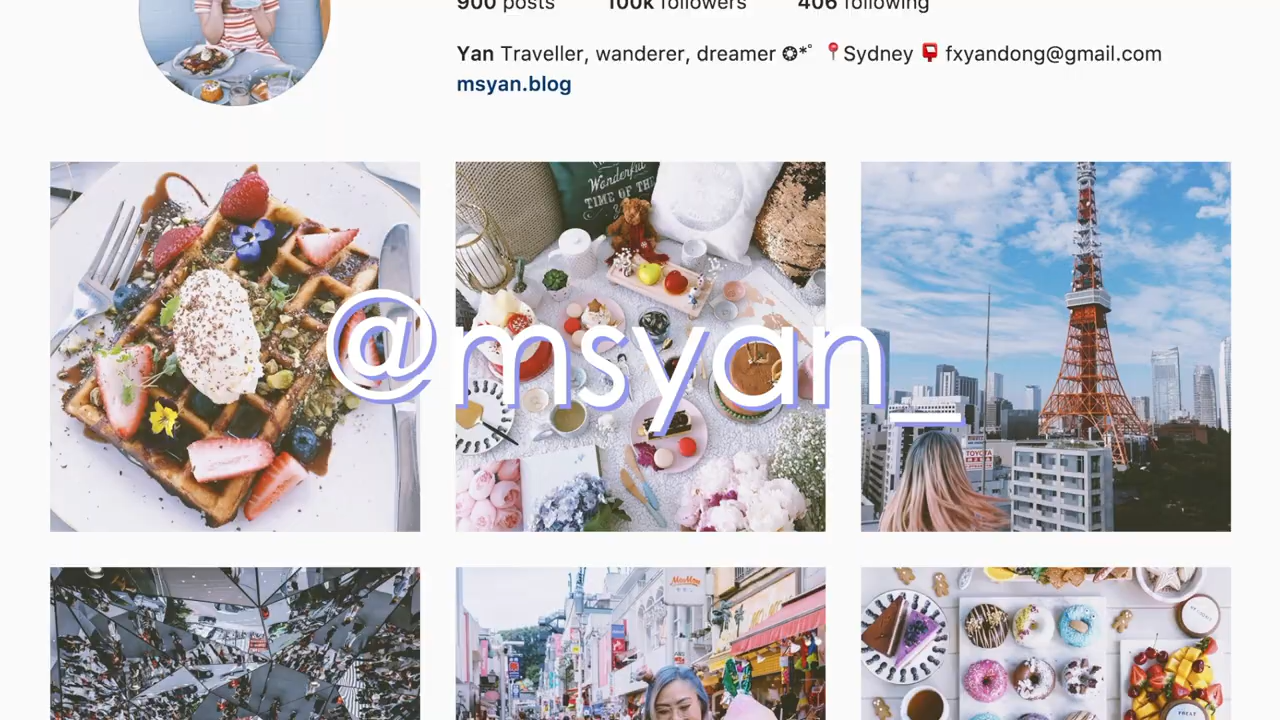 900 posts 100k followers 406 following
Yan Traveller, wanderer, dreamer ❂*˚ 📍Sydney 📮 fxyandong@gmail.com
msyan.blog
Wonderful
TIME OF THE
@msyan_
TOYOTA